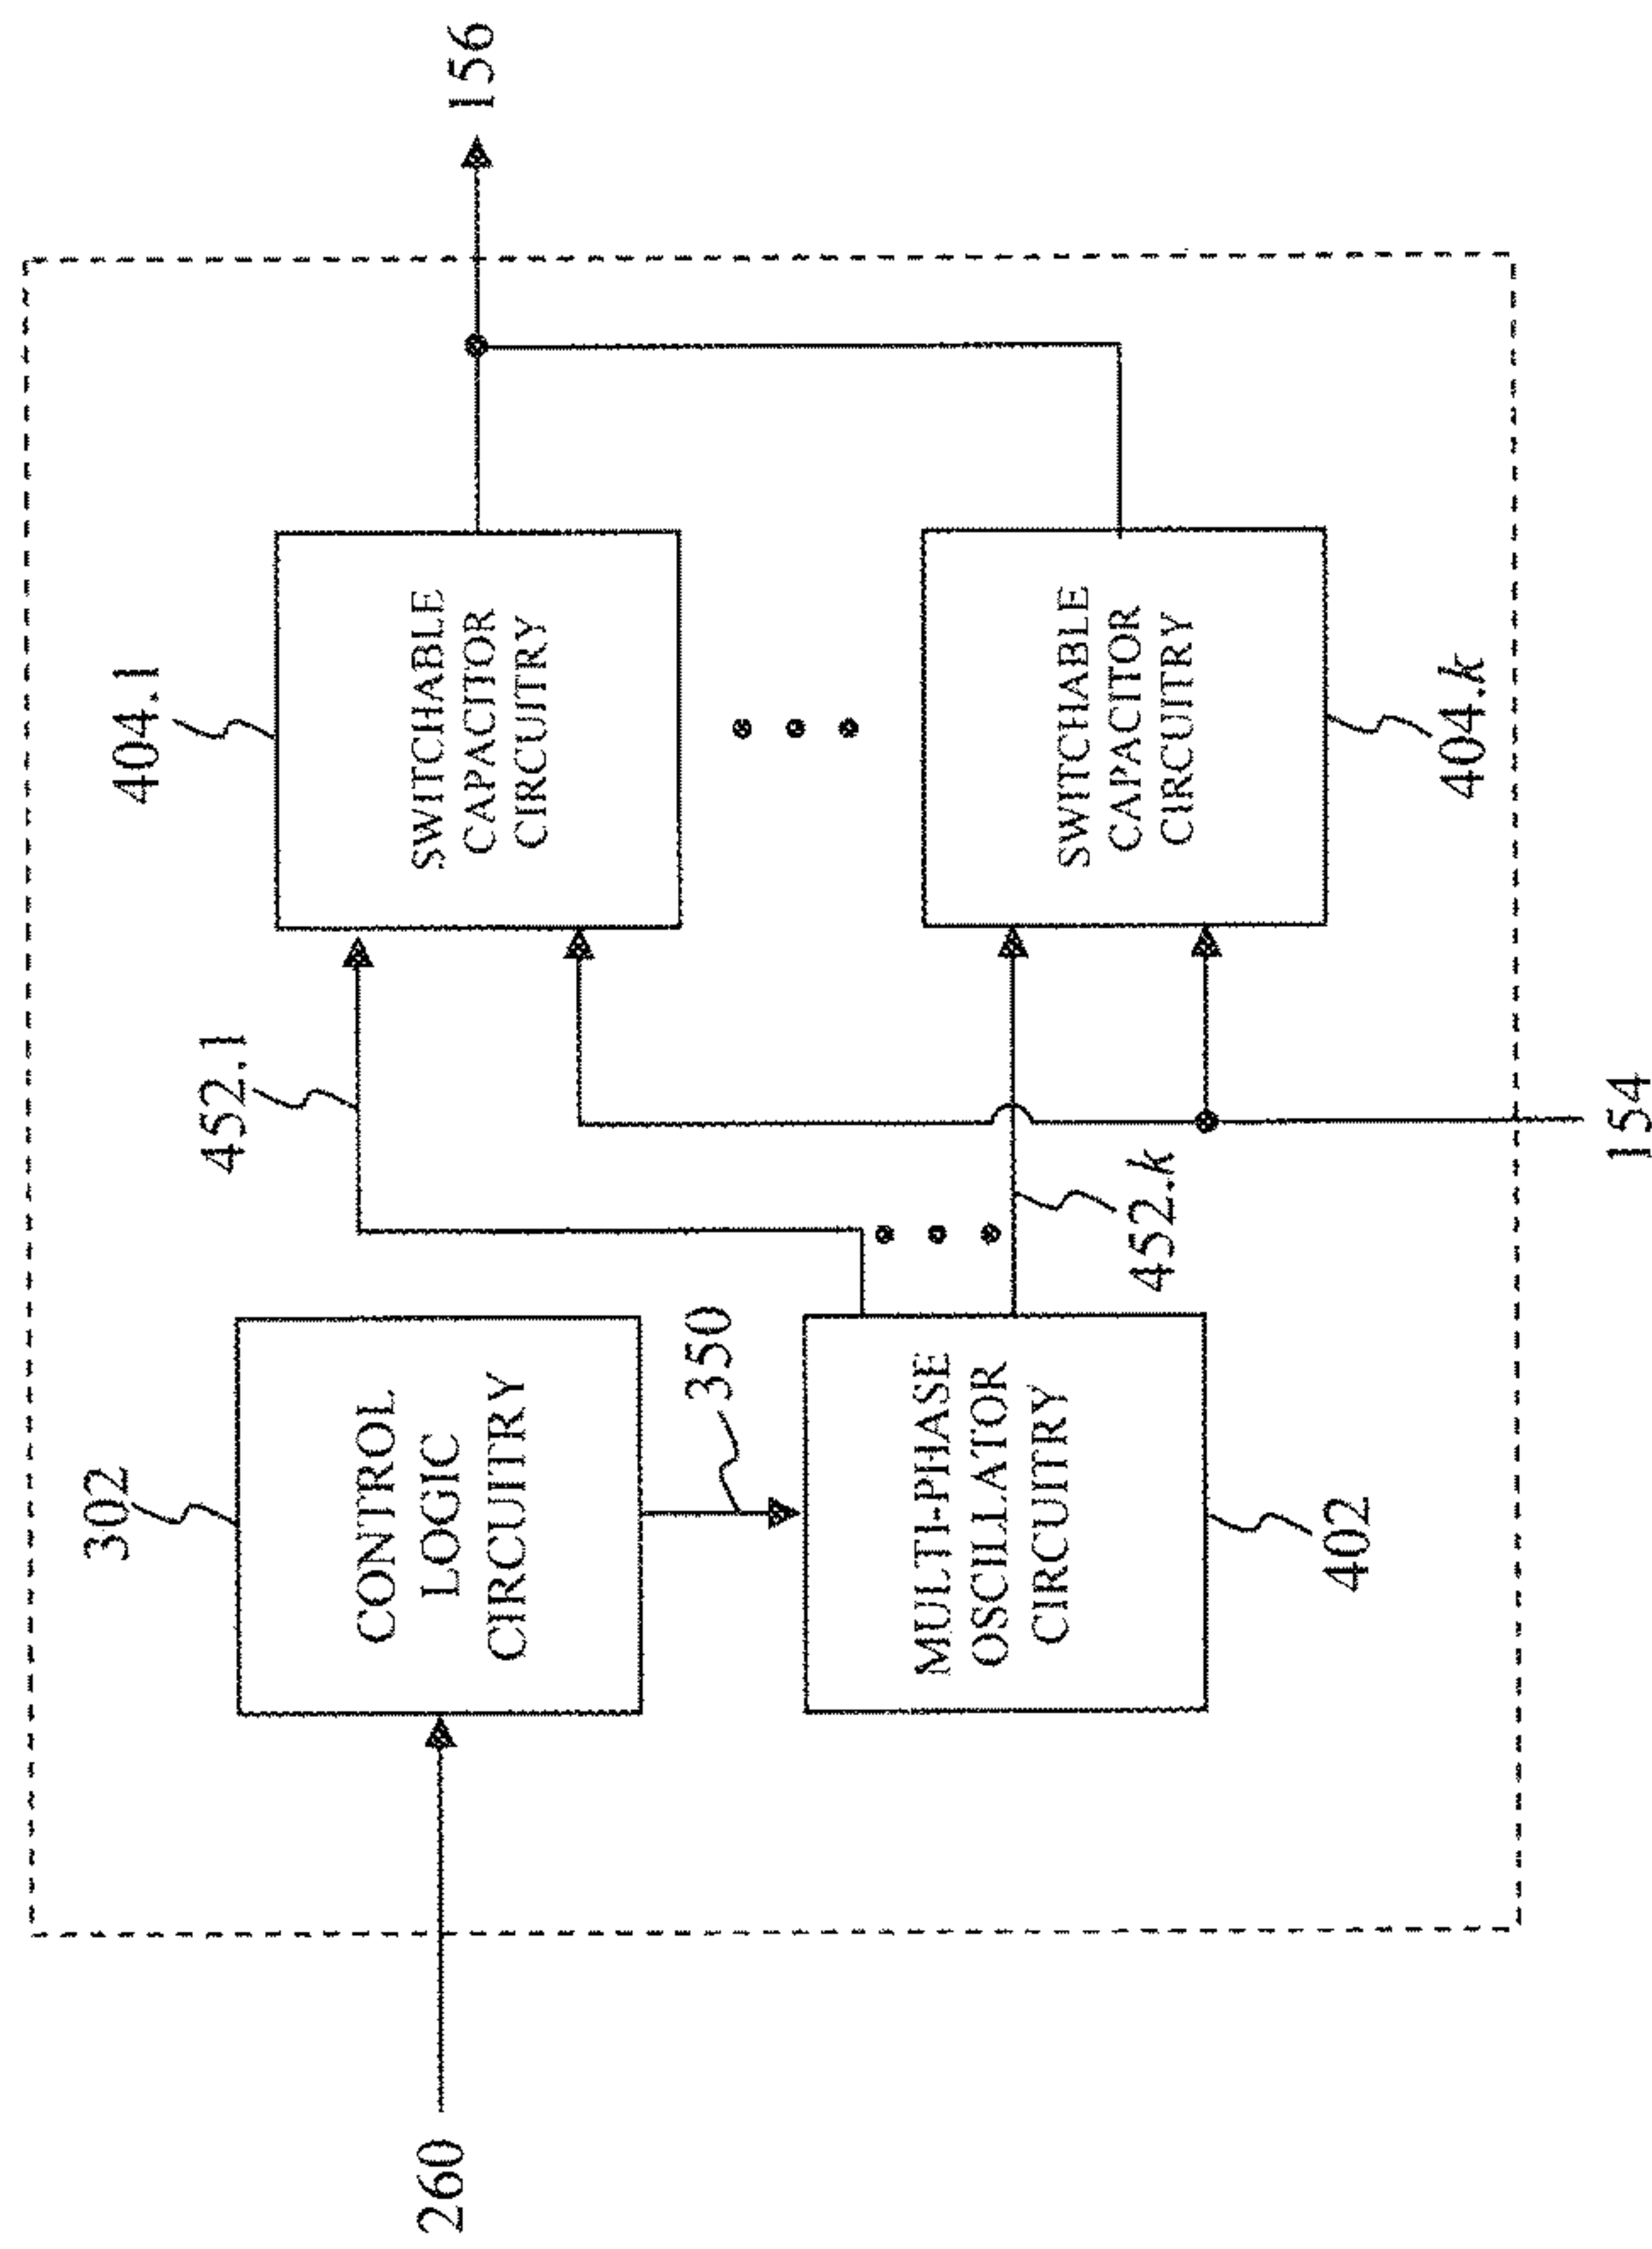 302
404.1
452.1
260
CONTROL
LOGIC
CIRCUITRY
SWITCHABLE
CAPACITOR
CIRCUITRY
156
350
MULTI-PHASE
OSCILLATOR
CIRCUITRY
452.k
SWITCHABLE
CAPACITOR
CIRCUITRY
402
404.k
154